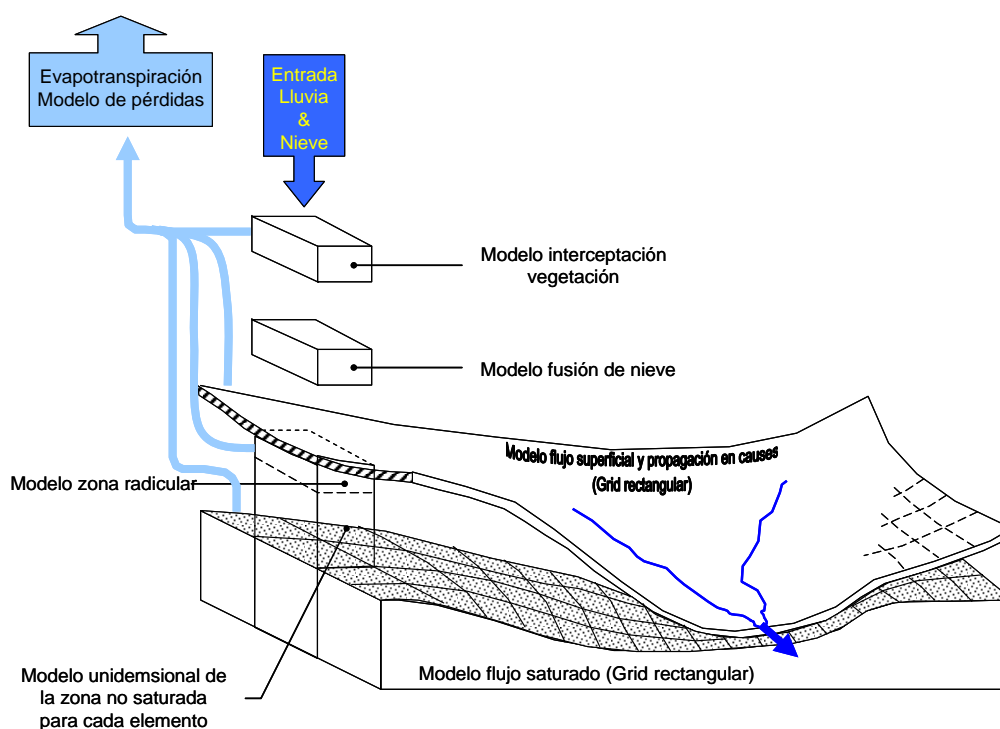 Evapotranspiración
Modelo de pérdidas
Entrada
Lluvia
&
Nieve
Modelo interceptación
vegetación
Modelo fusión de nieve
Modelo flujo superficial y propagación en causes
(Grid rectangular)
Modelo zona radicular
Modelo flujo saturado (Grid rectangular)
Modelo unidemsional de
la zona no saturada
para cada elemento